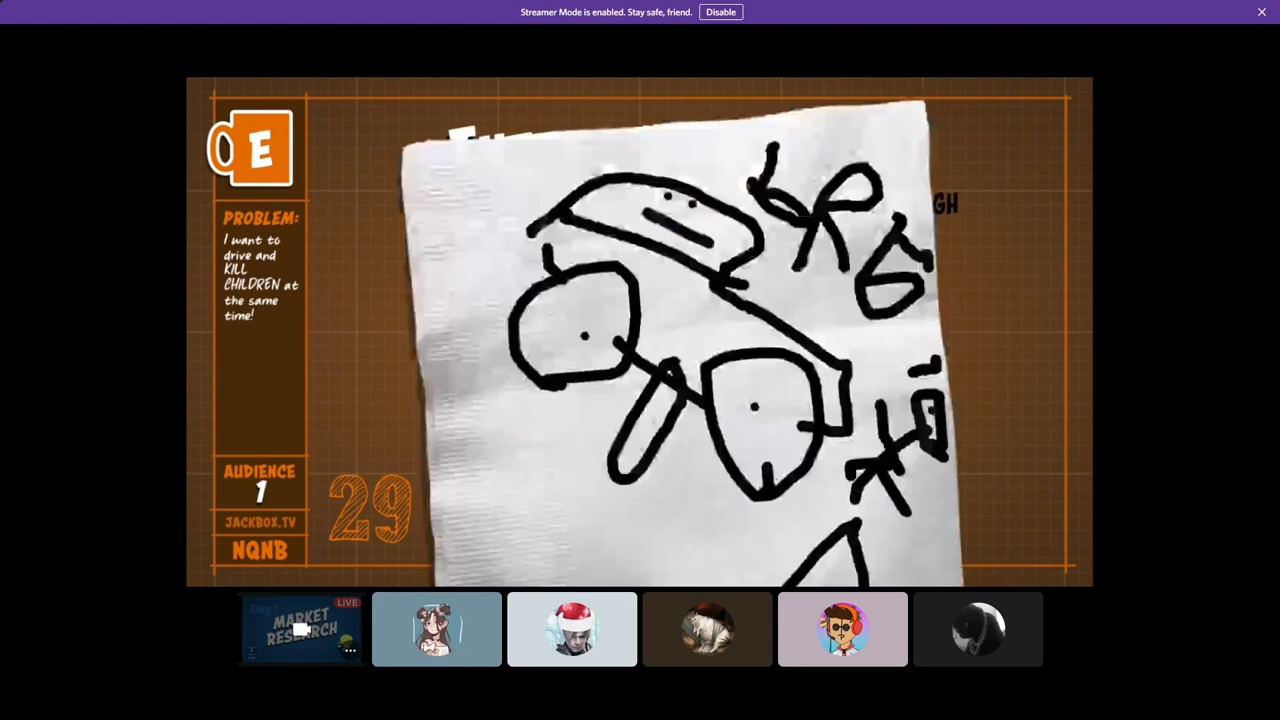 Streamer Mode is enabled. Stay safe, friend. Disable
E
PROBLEM:
I want to
drive and
KILL
CHILDREN at
the same
time!
GH
AUDIENCE
1
JACKBOX.TV
NQNB
29
LIVE
MARKET
RESEARCH